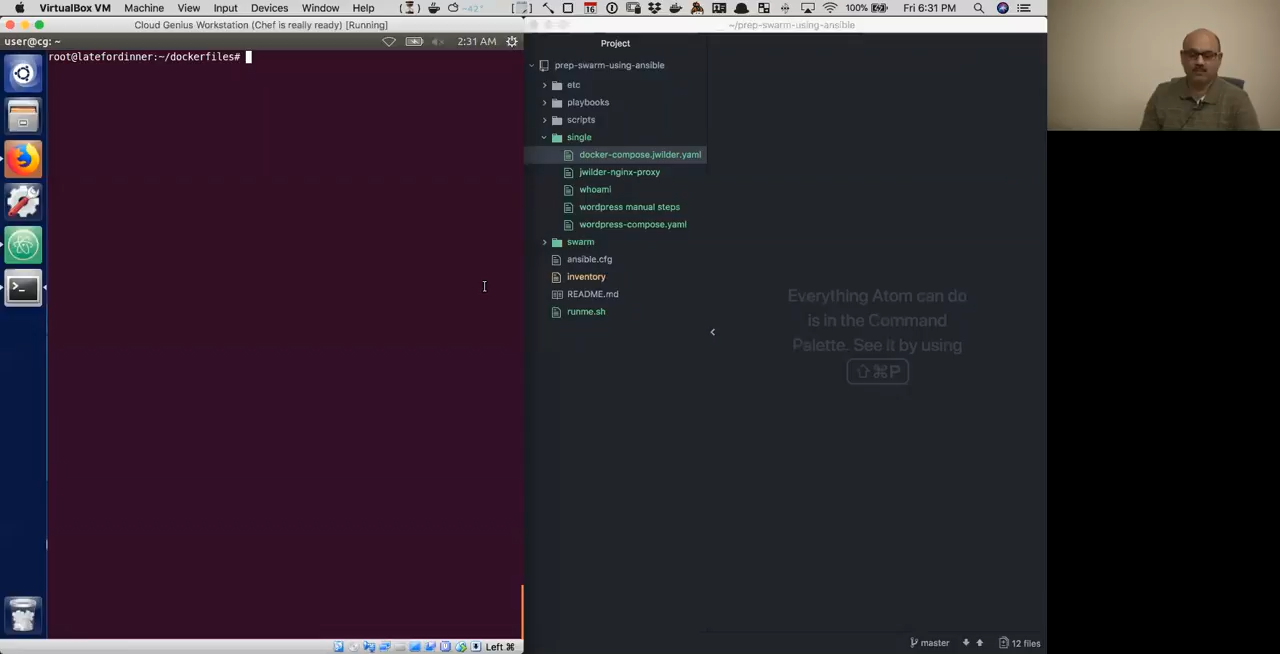 VirtualBox VM Machine View Input Devices Window Help
100% Fri 6:31 PM
Cloud Genius Workstation (Chef is really ready) [Running]
~/prep-swarm-using-ansible
user@cg: ~
2:31 AM
root@latefordinner:~/dockerfiles#
Project
prep-swarm-using-ansible
etc
playbooks
scripts
single
docker-compose.jwilder.yaml
jwilder-nginx-proxy
whoami
wordpress manual steps
wordpress-compose.yaml
swarm
ansible.cfg
inventory
README.md
runme.sh
Everything Atom can do
is in the Command
Palette. See it by using
⇧⌘P
master
12 files
Left ⌘